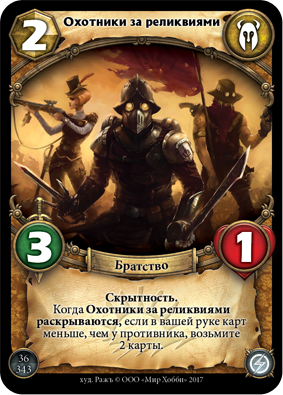 Охотники за реликвиями
2
3
1
Братство
Скрытность.
Когда Охотники за реликвиями
раскрываются, если в вашей руке карт
меньше, чем у противника, возьмите
2 карты.
36
343
худ. Ражъ © ООО «Мир Хобби» 2017